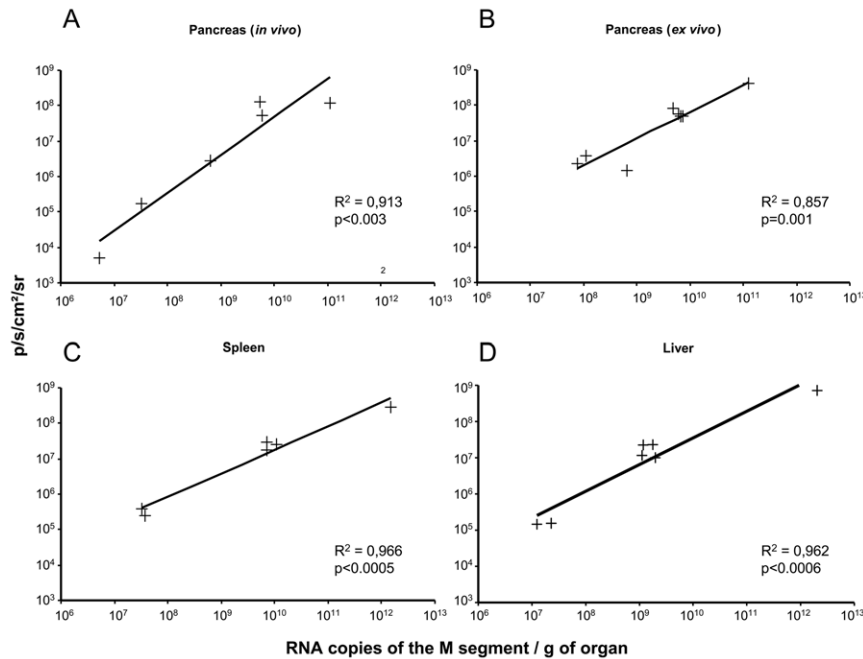 A
Pancreas (in vivo)
10⁹
10⁸
10⁷
10⁶
10⁵
10⁴
10³
R² = 0,913
p<0.003
2
10⁶ 10⁷ 10⁸ 10⁹ 10¹⁰ 10¹¹ 10¹² 10¹³
B
Pancreas (ex vivo)
10⁹
10⁸
10⁷
10⁶
10⁵
10⁴
10³
R² = 0,857
p=0.001
10⁶ 10⁷ 10⁸ 10⁹ 10¹⁰ 10¹¹ 10¹² 10¹³
p/s/cm²/sr
C
Spleen
10⁹
10⁸
10⁷
10⁶
10⁵
10⁴
10³
R² = 0,966
p<0.0005
10⁶ 10⁷ 10⁸ 10⁹ 10¹⁰ 10¹¹ 10¹² 10¹³
D
Liver
10⁹
10⁸
10⁷
10⁶
10⁵
10⁴
10³
R² = 0,962
p<0.0006
10⁶ 10⁷ 10⁸ 10⁹ 10¹⁰ 10¹¹ 10¹² 10¹³
RNA copies of the M segment / g of organ